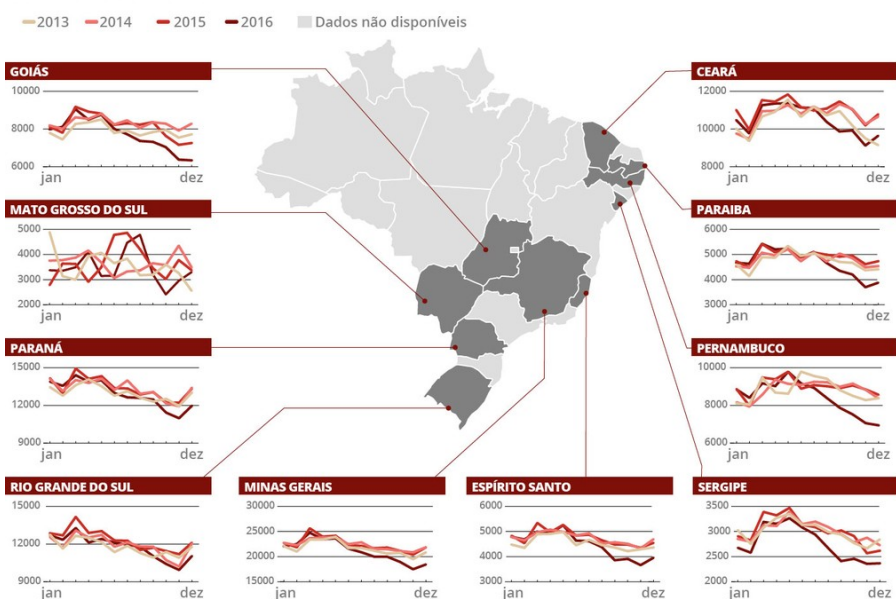 2013 2014 2015 2016 Dados não disponíveis
GOIÁS
10000
8000
6000
jan dez
MATO GROSSO DO SUL
5000
4000
3000
2000
jan dez
PARANÁ
15000
12000
9000
jan dez
RIO GRANDE DO SUL
15000
12000
9000
jan dez
MINAS GERAIS
30000
25000
20000
15000
jan dez
ESPÍRITO SANTO
6000
5000
4000
3000
jan dez
CEARÁ
12000
10000
8000
jan dez
PARAIBA
6000
5000
4000
3000
jan dez
PERNAMBUCO
10000
8000
6000
jan dez
SERGIPE
3500
3000
2500
2000
jan dez